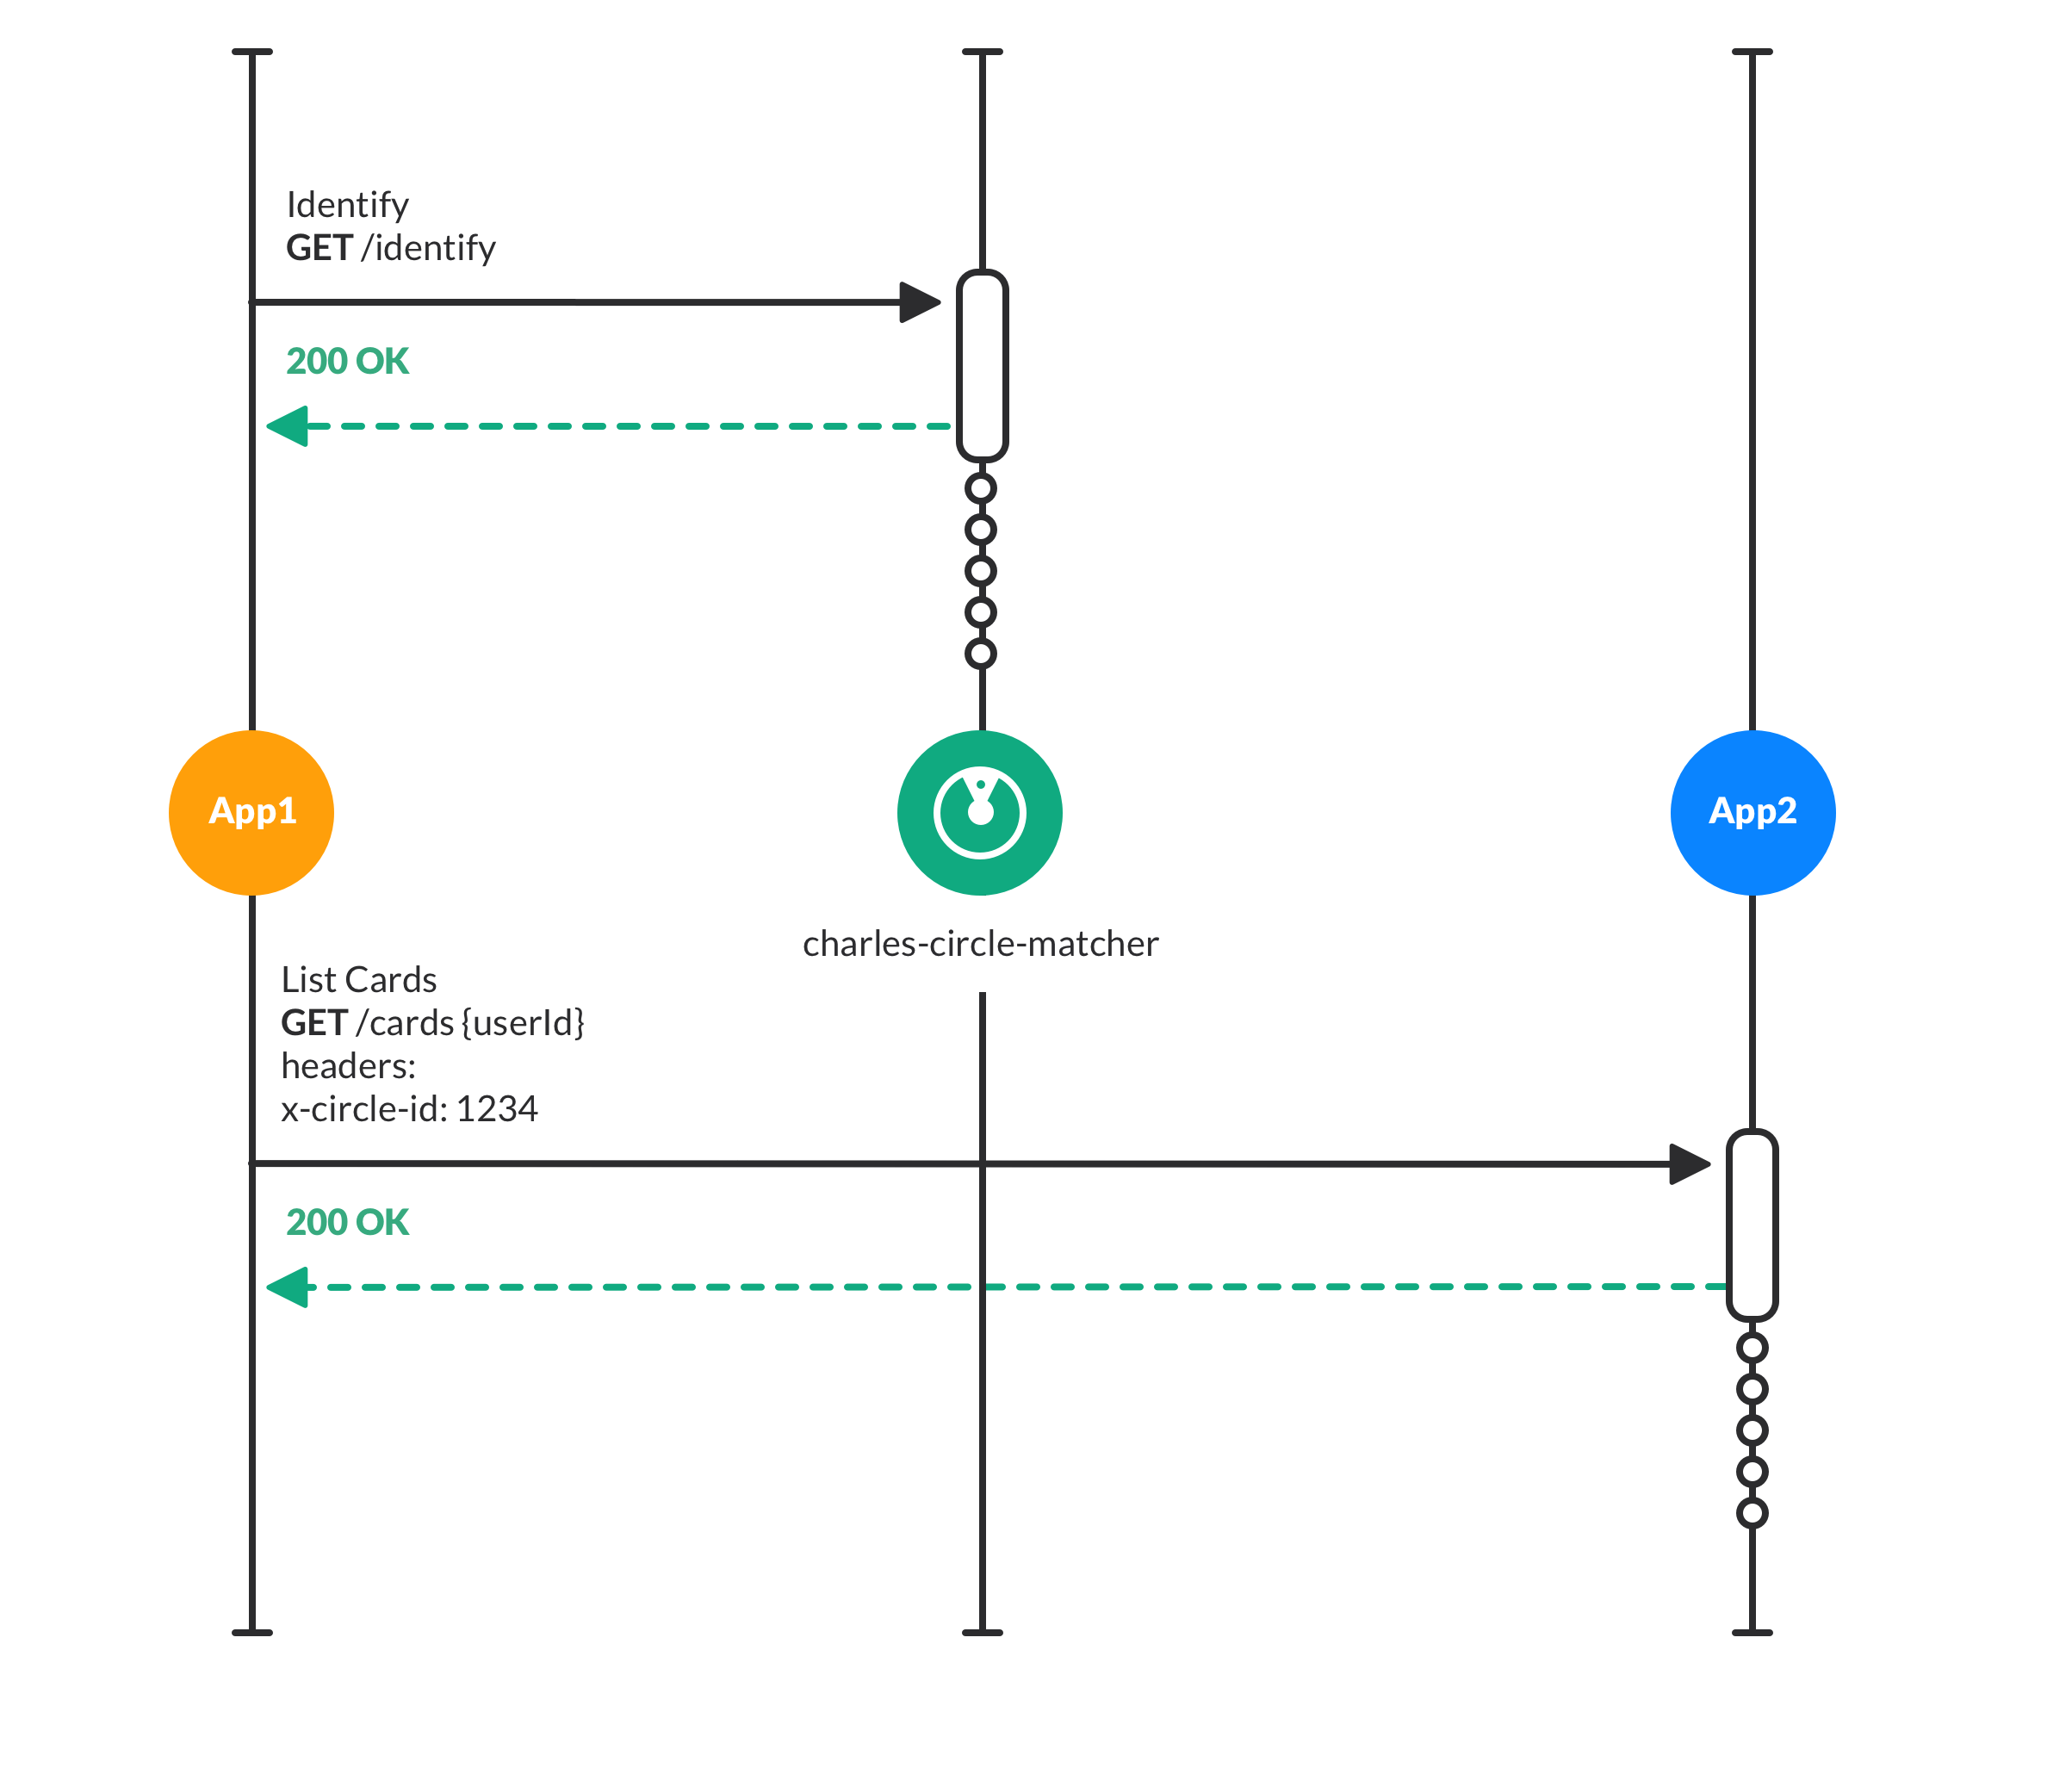 Identify
GET /identify
200 OK
App1
App2
charles-circle-matcher
List Cards
GET /cards {userId}
headers:
x-circle-id: 1234
200 OK